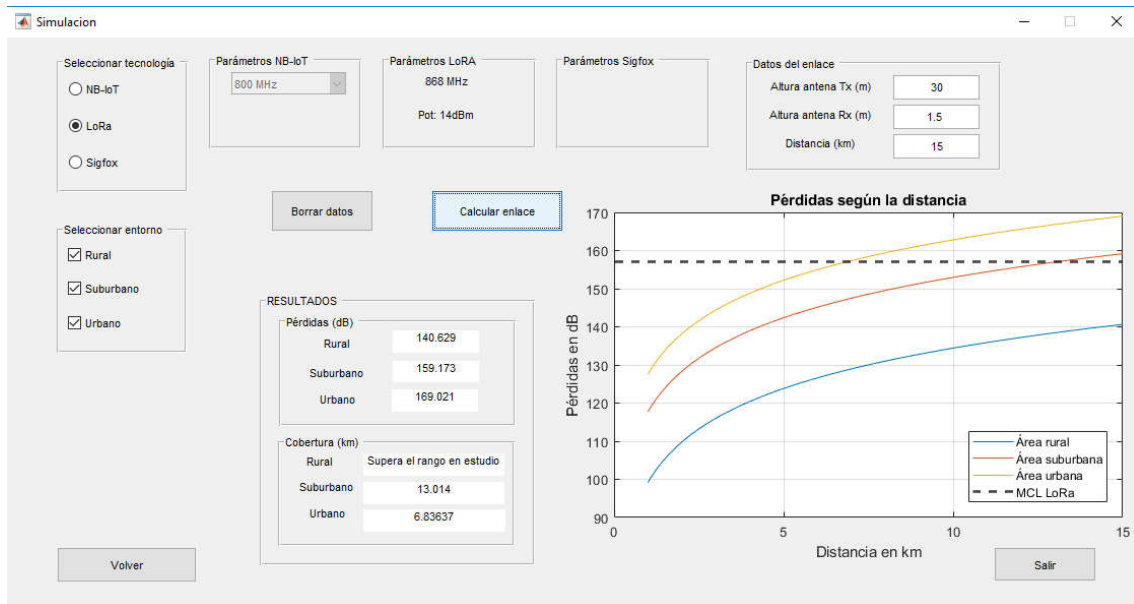 Simulacion
Seleccionar tecnología
NB-IoT
LoRa
Sigfox
Parámetros NB-IoT
800 MHz
Parámetros LoRA
868 MHz
Pot: 14dBm
Parámetros Sigfox
Datos del enlace
Altura antena Tx (m) 30
Altura antena Rx (m) 1.5
Distancia (km) 15
Borrar datos
Calcular enlace
Seleccionar entorno
Rural
Suburbano
Urbano
RESULTADOS
Pérdidas (dB)
Rural 140.629
Suburbano 159.173
Urbano 169.021
Cobertura (km)
Rural Supera el rango en estudio
Suburbano 13.014
Urbano 6.83637
Pérdidas según la distancia
Pérdidas en dB
170
160
150
140
130
120
110
100
90
0 5 10 15
Distancia en km
Área rural
Área suburbana
Área urbana
MCL LoRa
Volver
Salir